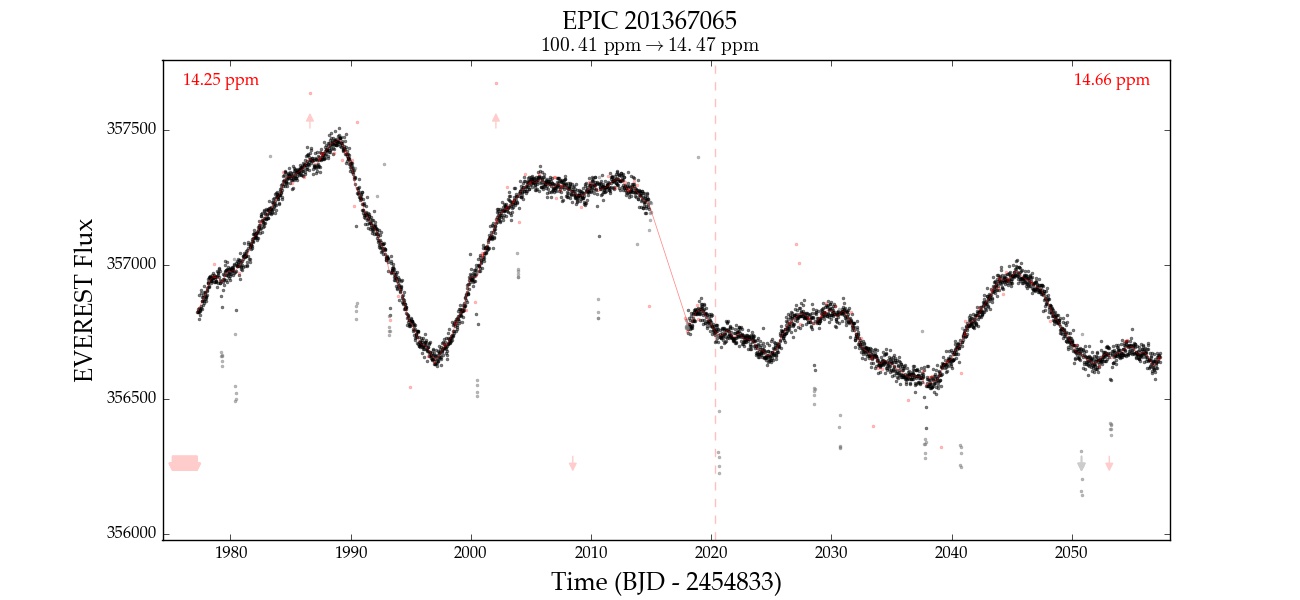 EPIC 201367065
100.41 ppm → 14.47 ppm
14.25 ppm
14.66 ppm
357500
357000
356500
356000
EVEREST Flux
1980
1990
2000
2010
2020
2030
2040
2050
Time (BJD - 2454833)